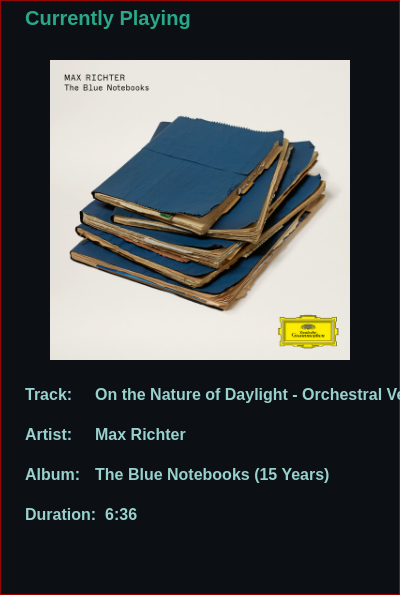 Currently Playing
MAX RICHTER
The Blue Notebooks
Deutsche
Grammophon
Track: On the Nature of Daylight - Orchestral Ve
Artist: Max Richter
Album: The Blue Notebooks (15 Years)
Duration: 6:36